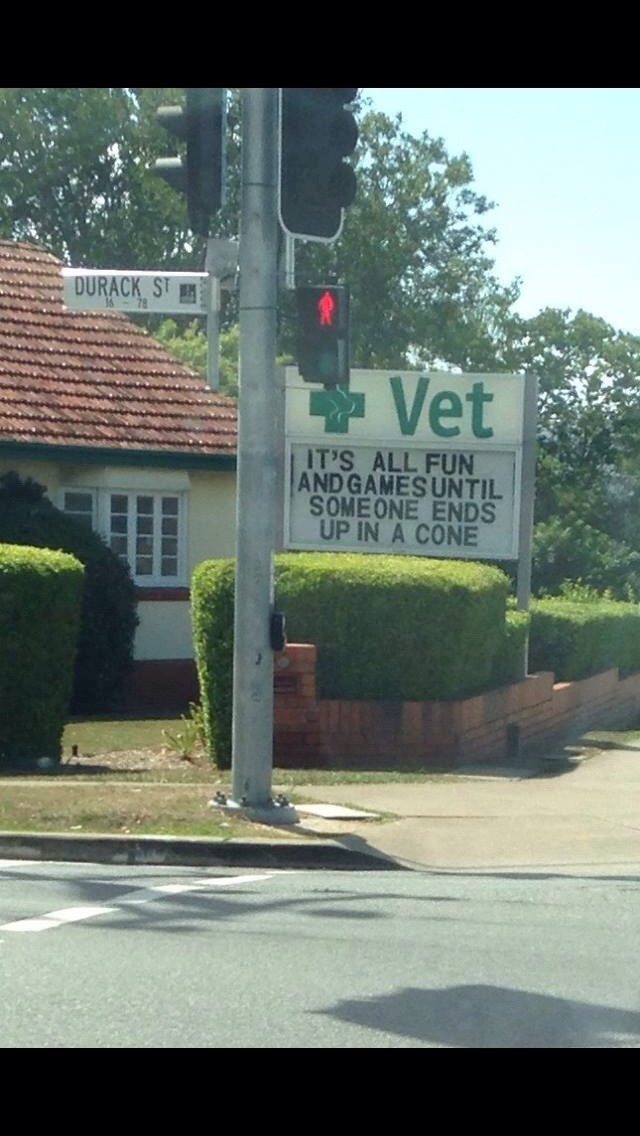 DURACK ST
16 - 78
Vet
IT'S ALL FUN
AND GAMES UNTIL
SOMEONE ENDS
UP IN A CONE